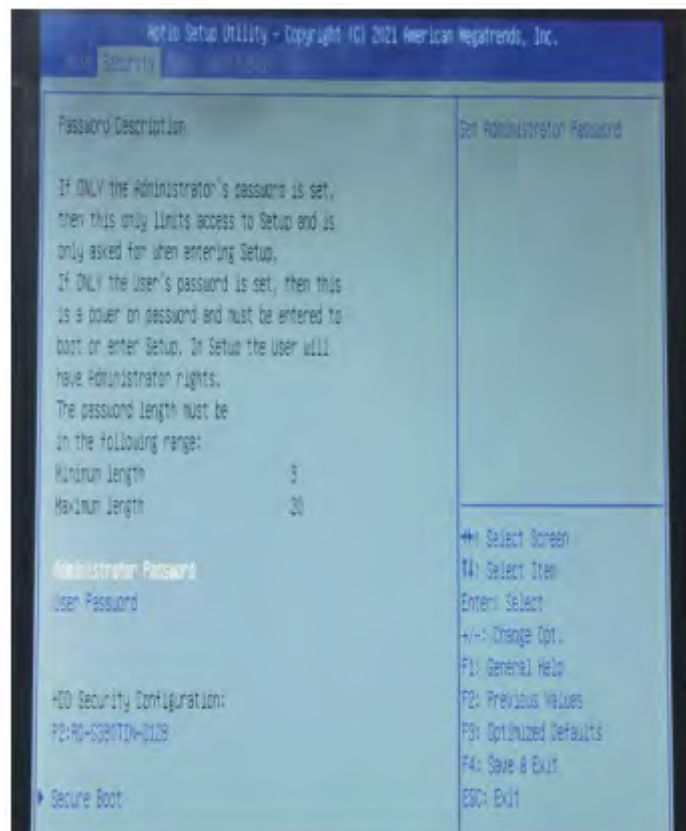 Aptio Setup Utility - Copyright (C) 2021 American Megatrends, Inc.
Security
Password Description
If ONLY the Administrator's password is set,
then this only limits access to Setup and is
only asked for when entering Setup.
If ONLY the User's password is set, then this
is a power on password and must be entered to
boot or enter Setup. In Setup the User will
have Administrator rights.
The password length must be
in the following range:
Minimum length 3
Maximum length 20
Administrator Password
User Password
HDD Security Configuration:
Secure Boot
Set Administrator Password
: Select Screen
: Select Item
Enter: Select
+/-: Change Opt.
F1: General Help
F2: Previous Values
F3: Optimized Defaults
F4: Save & Exit
ESC: Exit